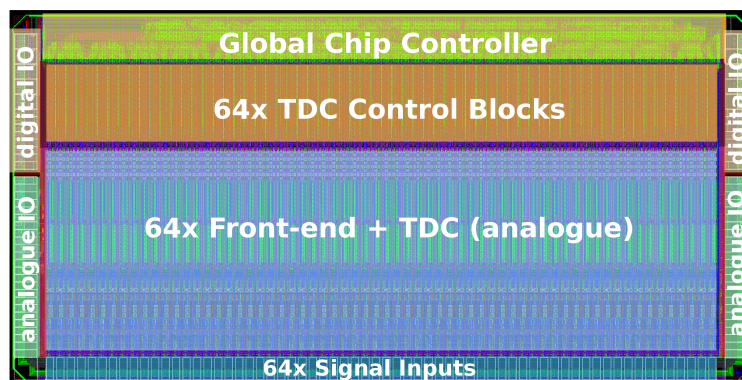 Global Chip Controller
digital IO
digital IO
64x TDC Control Blocks
64x Front-end + TDC (analogue)
analogue IO
analogue IO
64x Signal Inputs